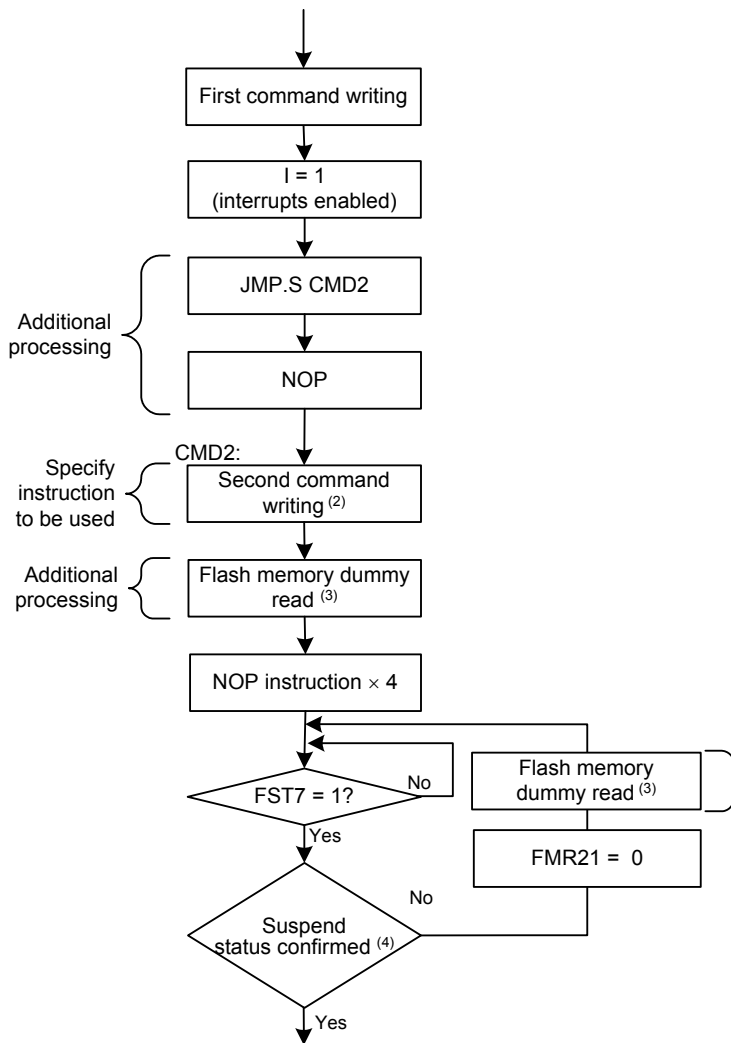 First command writing
I = 1
(interrupts enabled)
Additional
processing
JMP.S CMD2
NOP
CMD2:
Specify
instruction
to be used
Second command
writing (2)
Additional
processing
Flash memory dummy
read (3)
NOP instruction × 4
FST7 = 1?
No
Yes
Flash memory
dummy read (3)
FMR21 = 0
Suspend
status confirmed (4)
No
Yes